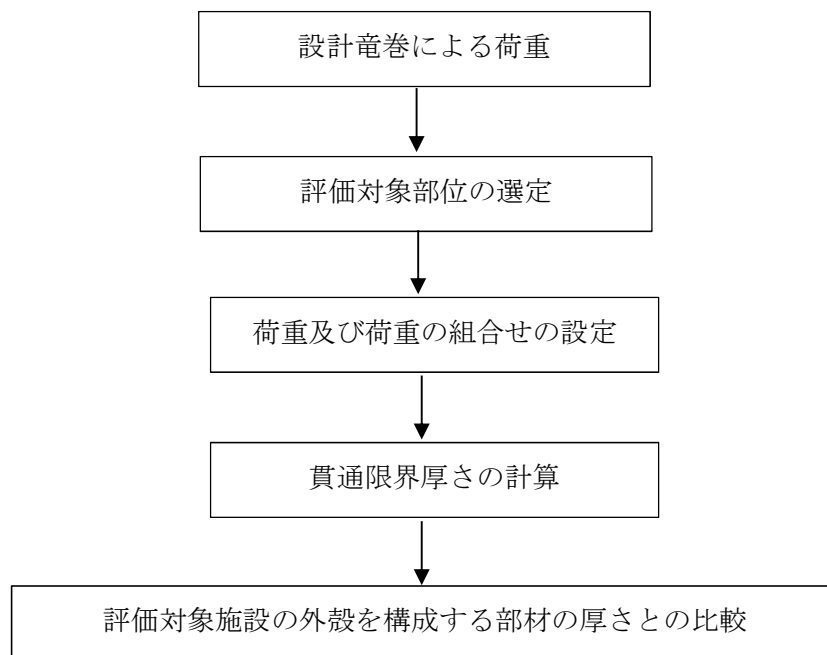 設計竜巻による荷重
評価対象部位の選定
荷重及び荷重の組合せの設定
貫通限界厚さの計算
評価対象施設の外殻を構成する部材の厚さとの比較